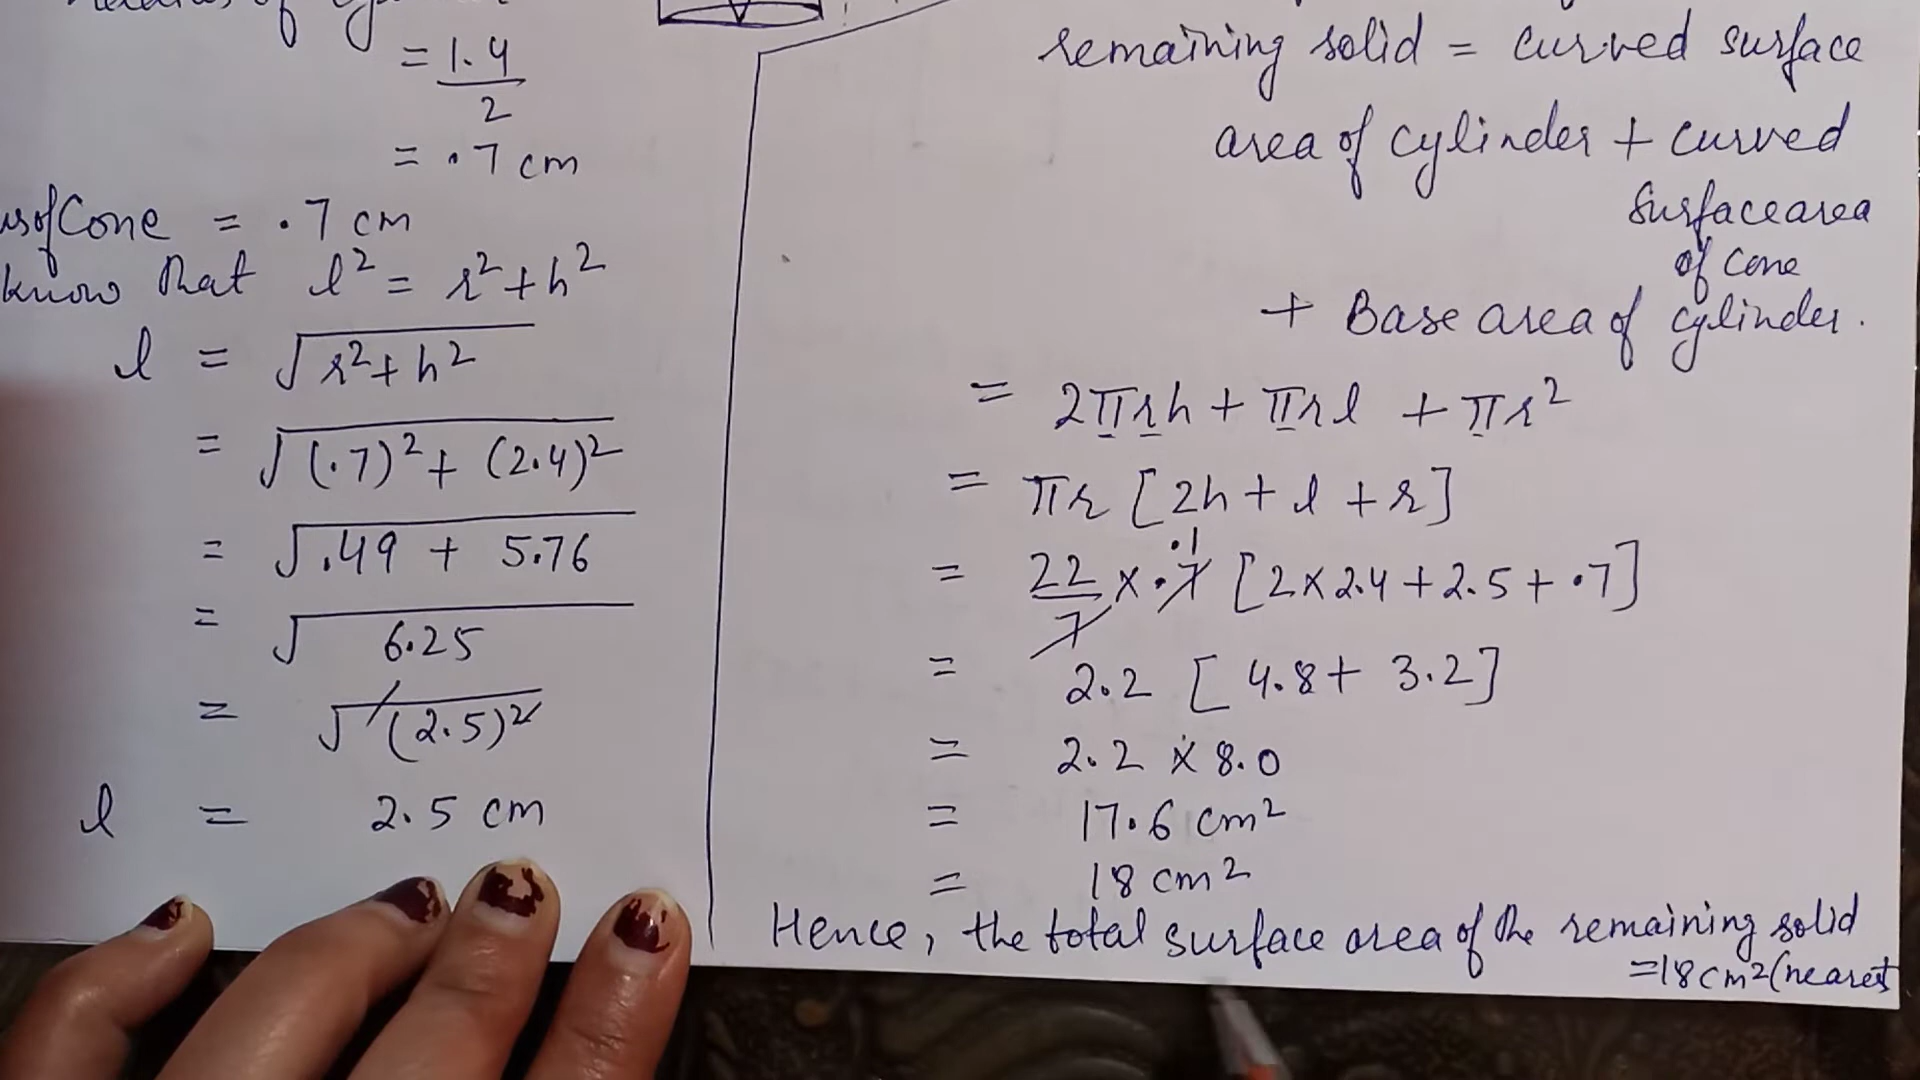 = 1.4
2
= .7 cm
Cone = .7 cm
know that l² = r² + h²
l = √r² + h²
= √(.7)² + (2.4)²
= √.49 + 5.76
= √6.25
= √(2.5)²
l = 2.5 cm
remaining solid = curved surface
area of cylinder + curved
surface area
of cone
+ Base area of cylinder.
= 2πrh + πrl + πr²
= πr [2h + l + r]
.1
= 22/7 × .7 [2 × 2.4 + 2.5 + .7]
= 2.2 [4.8 + 3.2]
= 2.2 × 8.0
= 17.6 cm²
= 18 cm²
Hence, the total surface area of the remaining solid
= 18 cm² (nearest